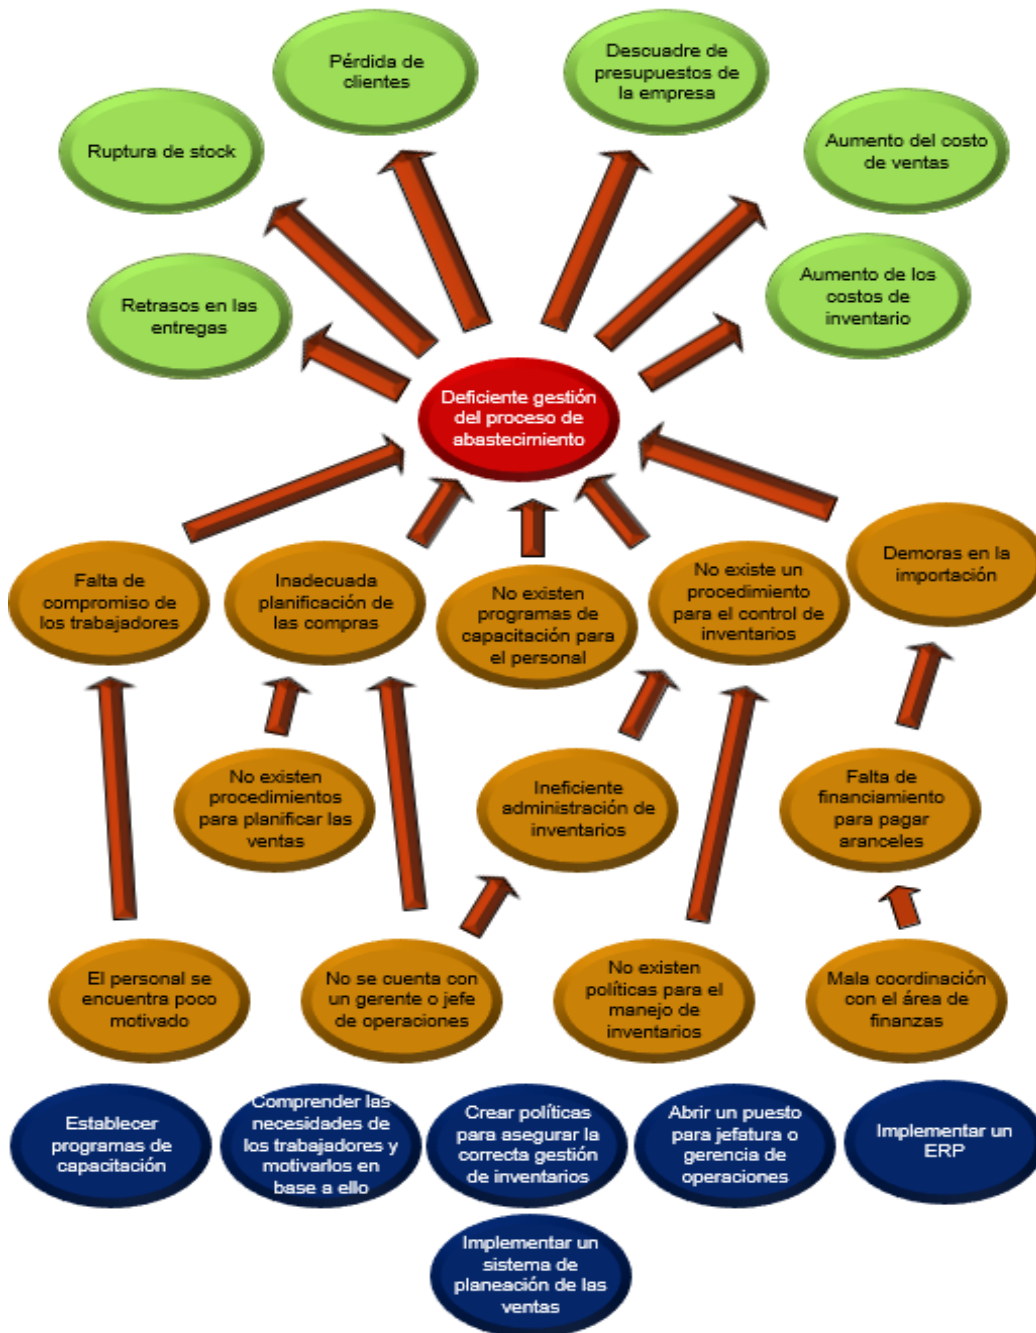 Pérdida de
clientes
Descuadre de
presupuestos de
la empresa
Ruptura de stock
Aumento del costo
de ventas
Retrasos en las
entregas
Aumento de los
costos de
inventario
Deficiente gestión
del proceso de
abastecimiento
Falta de
compromiso de
los trabajadores
Inadecuada
planificación de
las compras
No existen
programas de
capacitación para
el personal
No existe un
procedimiento
para el control de
inventarios
Demoras en la
importación
No existen
procedimientos
para planificar las
ventas
Ineficiente
administración de
inventarios
Falta de
financiamiento
para pagar
aranceles
El personal se
encuentra poco
motivado
No se cuenta con
un gerente o jefe
de operaciones
No existen
políticas para el
manejo de
inventarios
Mala coordinación
con el área de
finanzas
Establecer
programas de
capacitación
Comprender las
necesidades de
los trabajadores y
motivarlos en
base a ello
Crear políticas
para asegurar la
correcta gestión
de inventarios
Abrir un puesto
para jefatura o
gerencia de
operaciones
Implementar un
ERP
Implementar un
sistema de
planeación de las
ventas